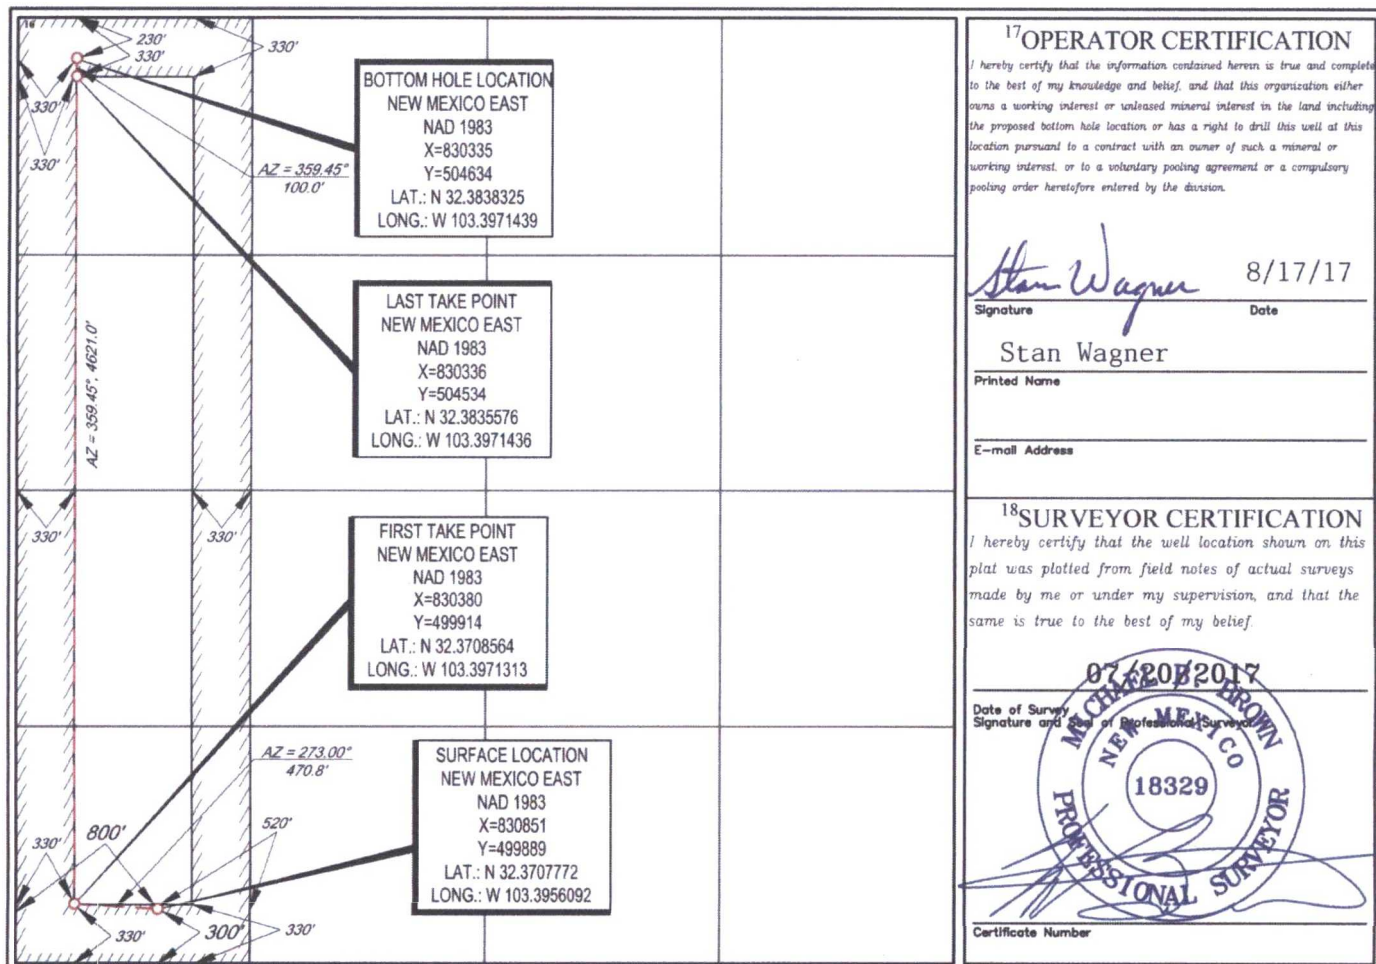 16
230'
330'
330'
330'
330'
AZ = 359.45°
100.0'
BOTTOM HOLE LOCATION
NEW MEXICO EAST
NAD 1983
X=830335
Y=504634
LAT.: N 32.3838325
LONG.: W 103.3971439
LAST TAKE POINT
NEW MEXICO EAST
NAD 1983
X=830336
Y=504534
LAT.: N 32.3835576
LONG.: W 103.3971436
AZ = 359.45°, 4621.0'
330'
330'
FIRST TAKE POINT
NEW MEXICO EAST
NAD 1983
X=830380
Y=499914
LAT.: N 32.3708564
LONG.: W 103.3971313
AZ = 273.00°
470.8'
SURFACE LOCATION
NEW MEXICO EAST
NAD 1983
X=830851
Y=499889
LAT.: N 32.3707772
LONG.: W 103.3956092
330'
800'
520'
330'
300'
330'
17OPERATOR CERTIFICATION
I hereby certify that the information contained herein is true and complete
to the best of my knowledge and belief, and that this organization either
owns a working interest or unleased mineral interest in the land including
the proposed bottom hole location or has a right to drill this well at this
location pursuant to a contract with an owner of such a mineral or
working interest, or to a voluntary pooling agreement or a compulsory
pooling order heretofore entered by the division.
Stan Wagner 8/17/17
Signature Date
Stan Wagner
Printed Name
E-mail Address
18SURVEYOR CERTIFICATION
I hereby certify that the well location shown on this
plat was plotted from field notes of actual surveys
made by me or under my supervision, and that the
same is true to the best of my belief.
07/20/2017
Date of Survey
Signature and Seal of Professional Surveyor
MICHAEL B. BROWN
NEW MEXICO
18329
PROFESSIONAL SURVEYOR
Certificate Number